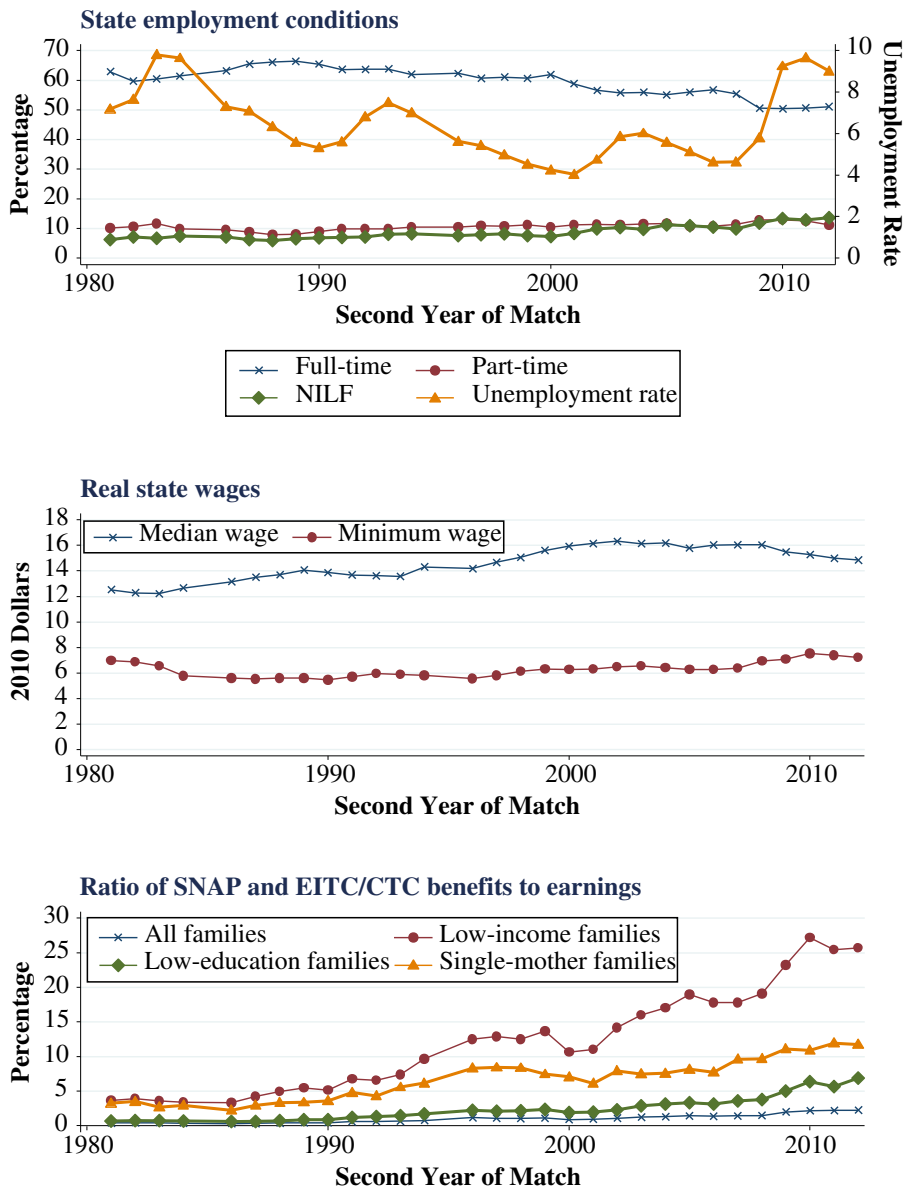 State employment conditions
70
60
50
40
30
20
10
0
Percentage
10
8
6
4
2
0
Unemployment Rate
1980 1990 2000 2010
Second Year of Match
Full-time Part-time
NILF Unemployment rate
Real state wages
18
16
14
12
10
8
6
4
2
0
2010 Dollars
Median wage Minimum wage
1980 1990 2000 2010
Second Year of Match
Ratio of SNAP and EITC/CTC benefits to earnings
30
25
20
15
10
5
0
Percentage
All families Low-income families
Low-education families Single-mother families
1980 1990 2000 2010
Second Year of Match